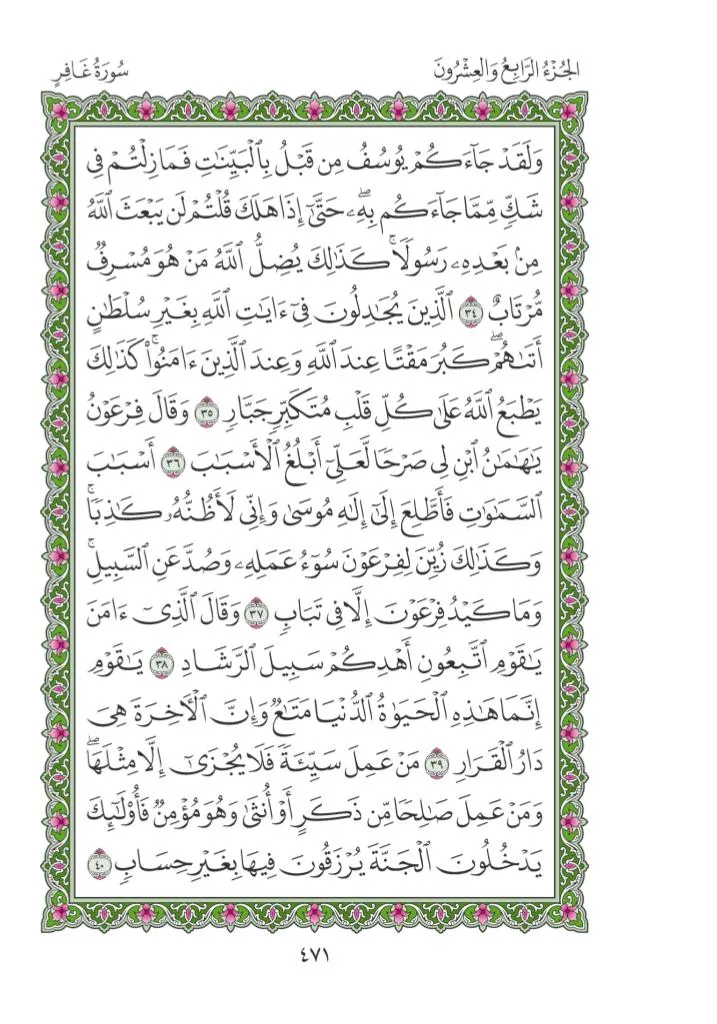 الجُزْءُ الرَّابِعُ وَالعِشْرُونَ
سُورَةُ غَافِرٍ
وَلَقَدْ جَآءَكُمْ يُوسُفُ مِن قَبْلُ بِٱلْبَيِّنَٰتِ فَمَا زِلْتُمْ فِى
شَكٍّ مِّمَّا جَآءَكُم بِهِۦۖ حَتَّىٰٓ إِذَا هَلَكَ قُلْتُمْ لَن يَبْعَثَ ٱللَّهُ
مِنۢ بَعْدِهِۦ رَسُولًاۚ كَذَٰلِكَ يُضِلُّ ٱللَّهُ مَنْ هُوَ مُسْرِفٌ
مُّرْتَابٌ ٣٤ ٱلَّذِينَ يُجَٰدِلُونَ فِىٓ ءَايَٰتِ ٱللَّهِ بِغَيْرِ سُلْطَٰنٍ
أَتَىٰهُمْۖ كَبُرَ مَقْتًا عِندَ ٱللَّهِ وَعِندَ ٱلَّذِينَ ءَامَنُوا۟ۚ كَذَٰلِكَ
يَطْبَعُ ٱللَّهُ عَلَىٰ كُلِّ قَلْبِ مُتَكَبِّرٍ جَبَّارٍ ٣٥ وَقَالَ فِرْعَوْنُ
يَٰهَٰمَٰنُ ٱبْنِ لِى صَرْحًا لَّعَلِّىٓ أَبْلُغُ ٱلْأَسْبَٰبَ ٣٦ أَسْبَٰبَ
ٱلسَّمَٰوَٰتِ فَأَطَّلِعَ إِلَىٰٓ إِلَٰهِ مُوسَىٰ وَإِنِّى لَأَظُنُّهُۥ كَٰذِبًاۚ
وَكَذَٰلِكَ زُيِّنَ لِفِرْعَوْنَ سُوٓءُ عَمَلِهِۦ وَصُدَّ عَنِ ٱلسَّبِيلِۚ
وَمَا كَيْدُ فِرْعَوْنَ إِلَّا فِى تَبَابٍ ٣٧ وَقَالَ ٱلَّذِىٓ ءَامَنَ
يَٰقَوْمِ ٱتَّبِعُونِ أَهْدِكُمْ سَبِيلَ ٱلرَّشَادِ ٣٨ يَٰقَوْمِ
إِنَّمَا هَٰذِهِ ٱلْحَيَوٰةُ ٱلدُّنْيَا مَتَٰعٌ وَإِنَّ ٱلْءَاخِرَةَ هِىَ
دَارُ ٱلْقَرَارِ ٣٩ مَنْ عَمِلَ سَيِّئَةً فَلَا يُجْزَىٰٓ إِلَّا مِثْلَهَاۖ
وَمَنْ عَمِلَ صَٰلِحًا مِّن ذَكَرٍ أَوْ أُنثَىٰ وَهُوَ مُؤْمِنٌ فَأُو۟لَٰٓئِكَ
يَدْخُلُونَ ٱلْجَنَّةَ يُرْزَقُونَ فِيهَا بِغَيْرِ حِسَابٍ ٤٠
٤٧١